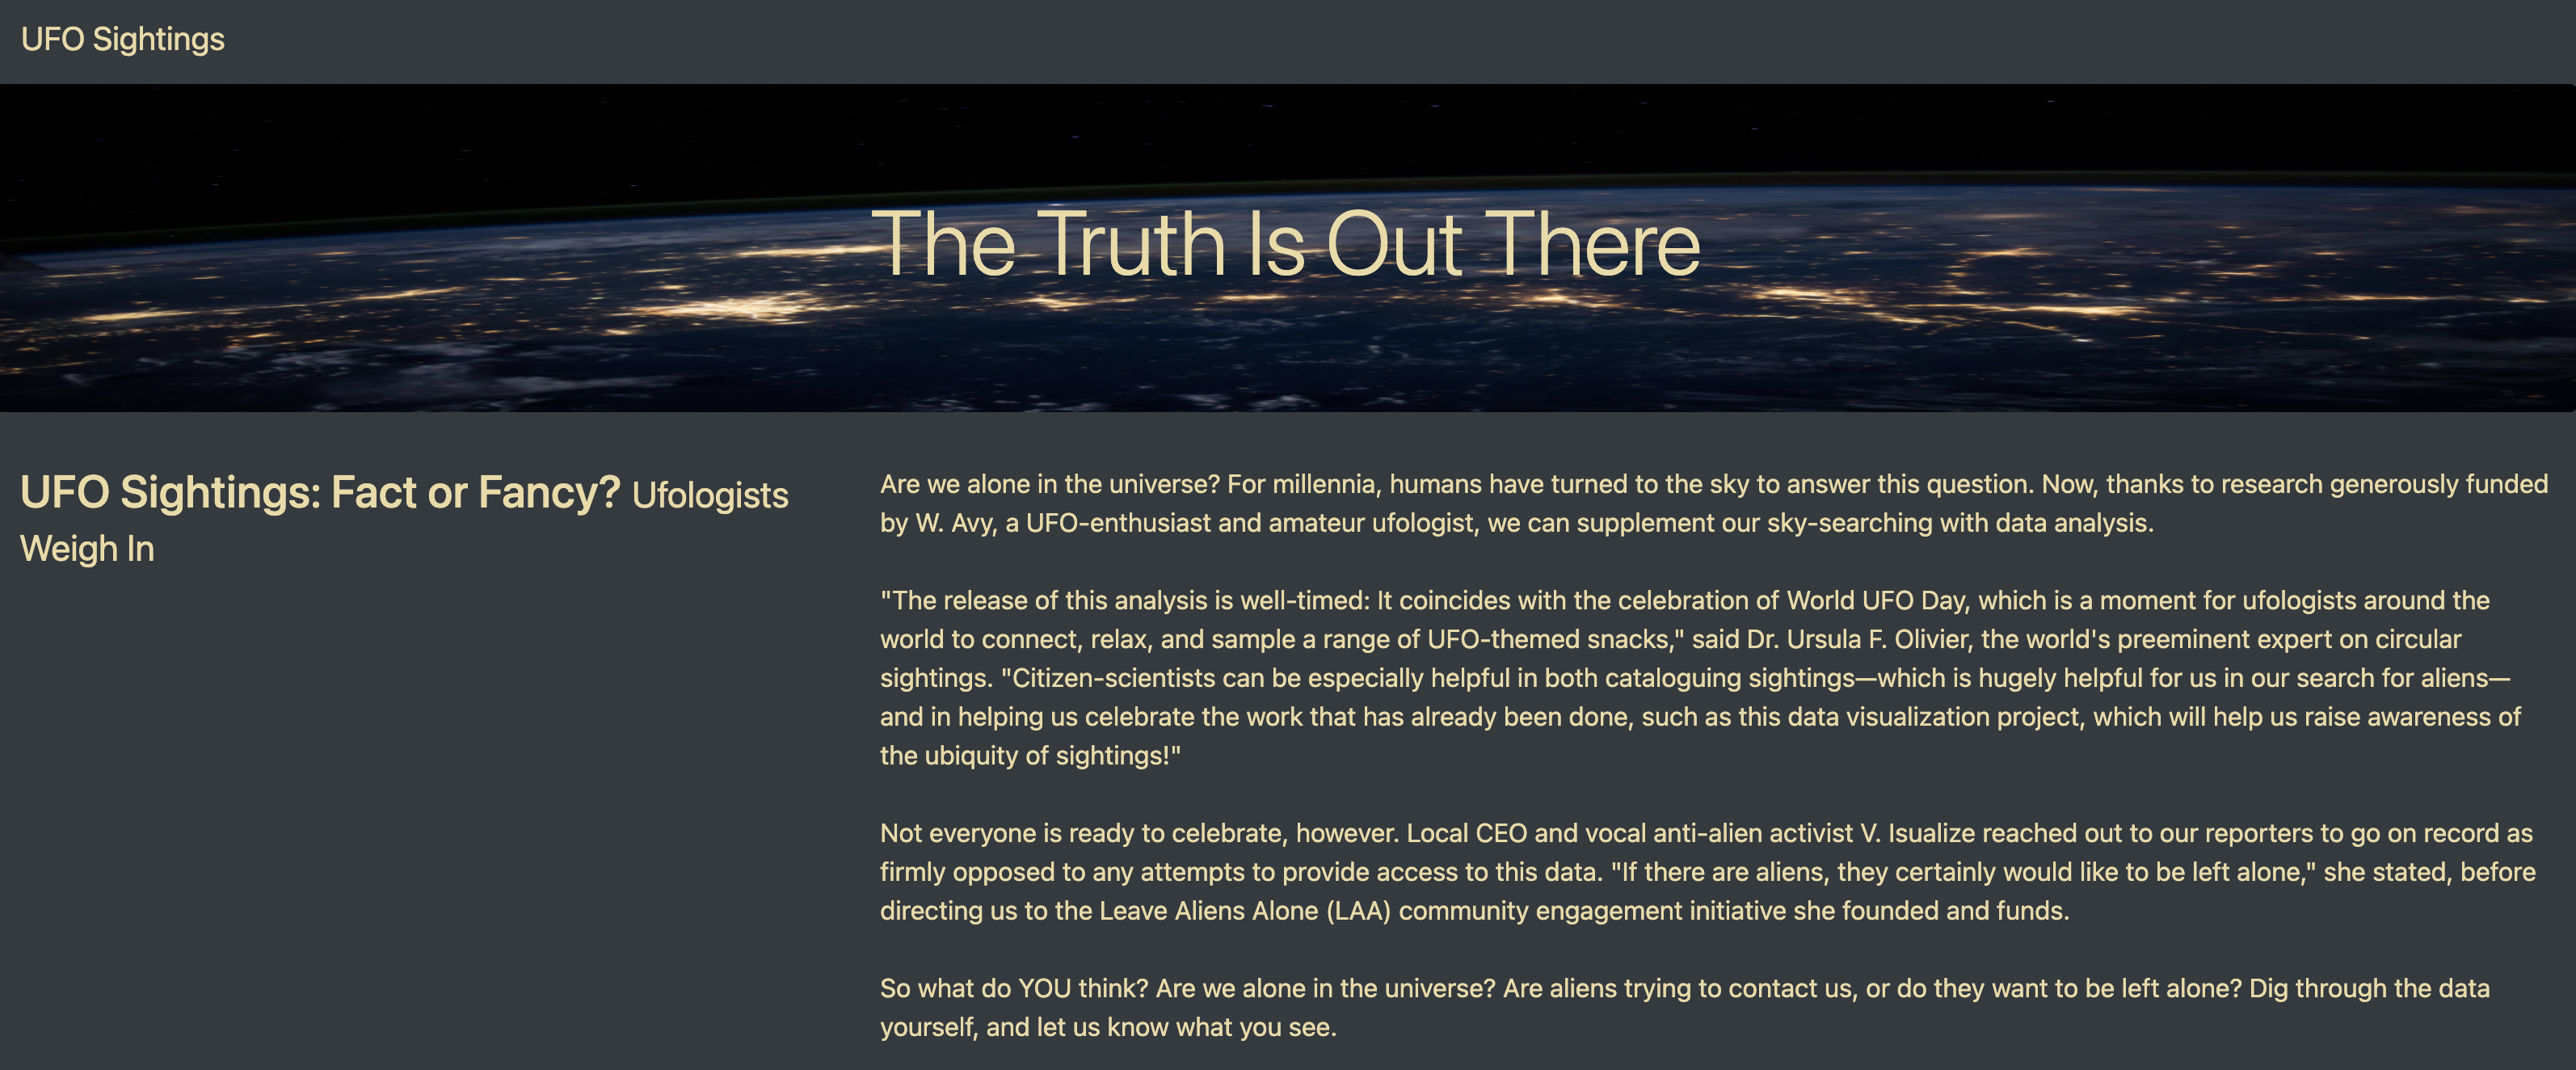 UFO Sightings
The Truth Is Out There
UFO Sightings: Fact or Fancy? Ufologists
Weigh In
Are we alone in the universe? For millennia, humans have turned to the sky to answer this question. Now, thanks to research generously funded
by W. Avy, a UFO-enthusiast and amateur ufologist, we can supplement our sky-searching with data analysis.
"The release of this analysis is well-timed: It coincides with the celebration of World UFO Day, which is a moment for ufologists around the
world to connect, relax, and sample a range of UFO-themed snacks," said Dr. Ursula F. Olivier, the world's preeminent expert on circular
sightings. "Citizen-scientists can be especially helpful in both cataloguing sightings—which is hugely helpful for us in our search for aliens—
and in helping us celebrate the work that has already been done, such as this data visualization project, which will help us raise awareness of
the ubiquity of sightings!"
Not everyone is ready to celebrate, however. Local CEO and vocal anti-alien activist V. Isualize reached out to our reporters to go on record as
firmly opposed to any attempts to provide access to this data. "If there are aliens, they certainly would like to be left alone," she stated, before
directing us to the Leave Aliens Alone (LAA) community engagement initiative she founded and funds.
So what do YOU think? Are we alone in the universe? Are aliens trying to contact us, or do they want to be left alone? Dig through the data
yourself, and let us know what you see.